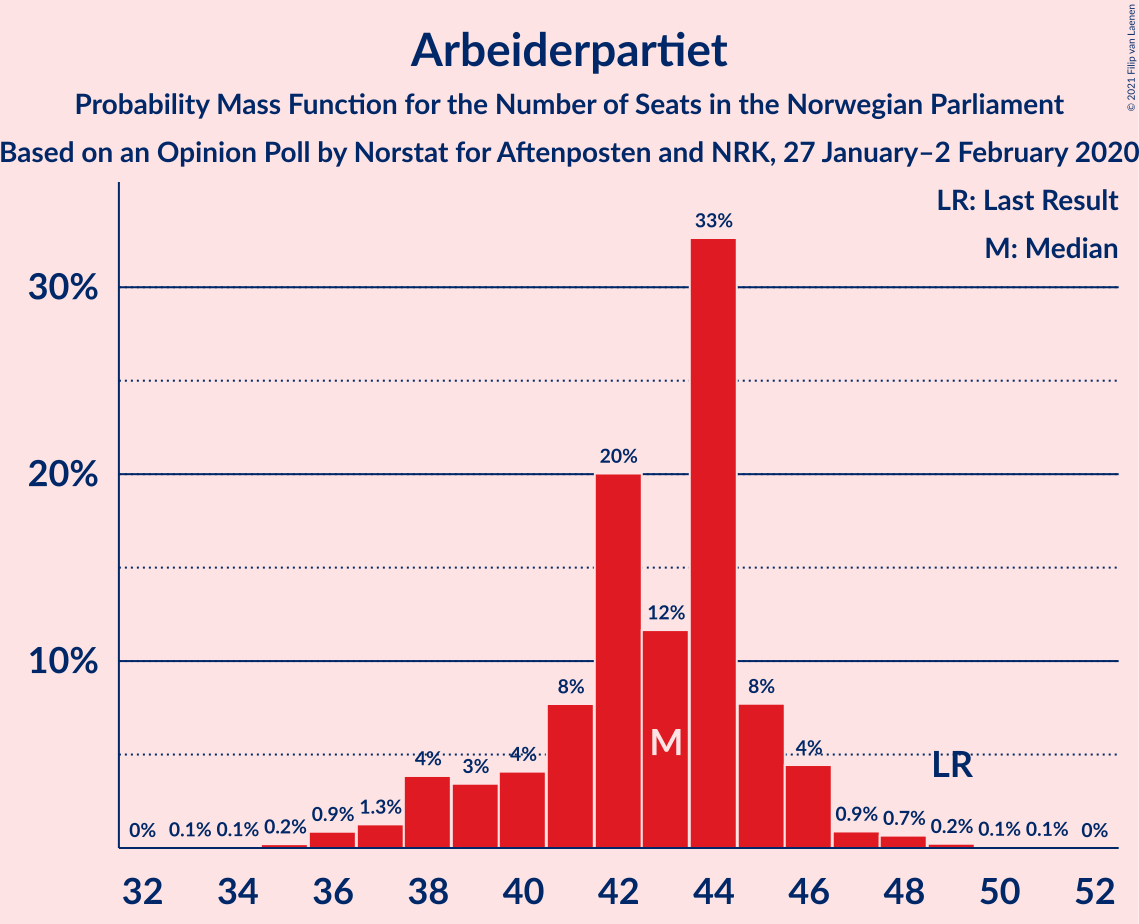 Arbeiderpartiet
Probability Mass Function for the Number of Seats in the Norwegian Parliament
Based on an Opinion Poll by Norstat for Aftenposten and NRK, 27 January–2 February 2020
© 2021 Filip van Laenen
LR: Last Result
M: Median
33%
30%
20%
20%
12%
10%
8%
8%
M
4%
3%
4%
4%
LR
0%
0.1%
0.1%
0.2%
0.9%
1.3%
0.9%
0.7%
0.2%
0.1%
0.1%
0%
32 34 36 38 40 42 44 46 48 50 52